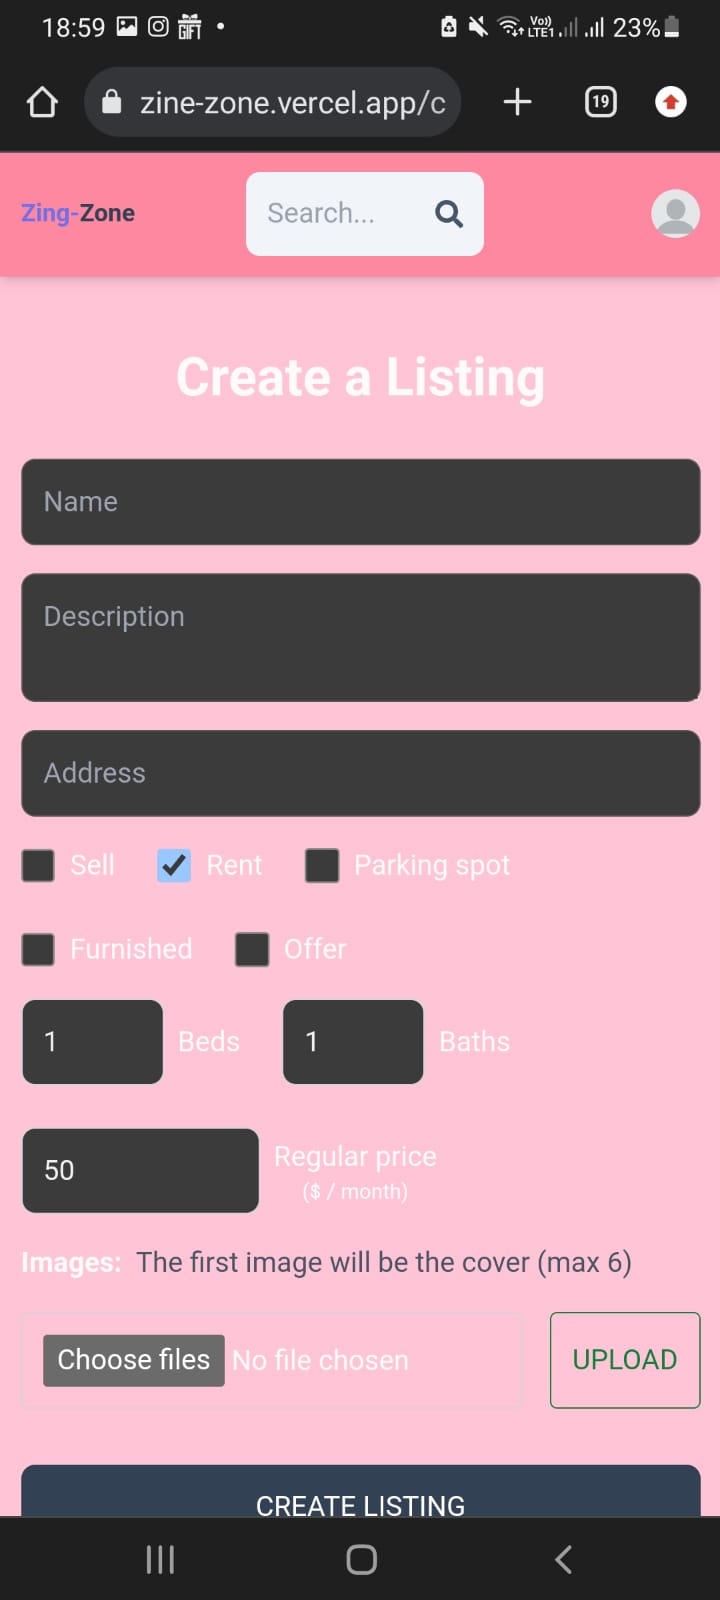 18:59 GIFT Vo)) LTE1 23%
zine-zone.vercel.app/c
19
Zing-Zone
Search...
Create a Listing
Name
Description
Address
Sell Rent Parking spot
Furnished Offer
1 Beds 1 Baths
50 Regular price
($ / month)
Images: The first image will be the cover (max 6)
Choose files No file chosen UPLOAD
CREATE LISTING